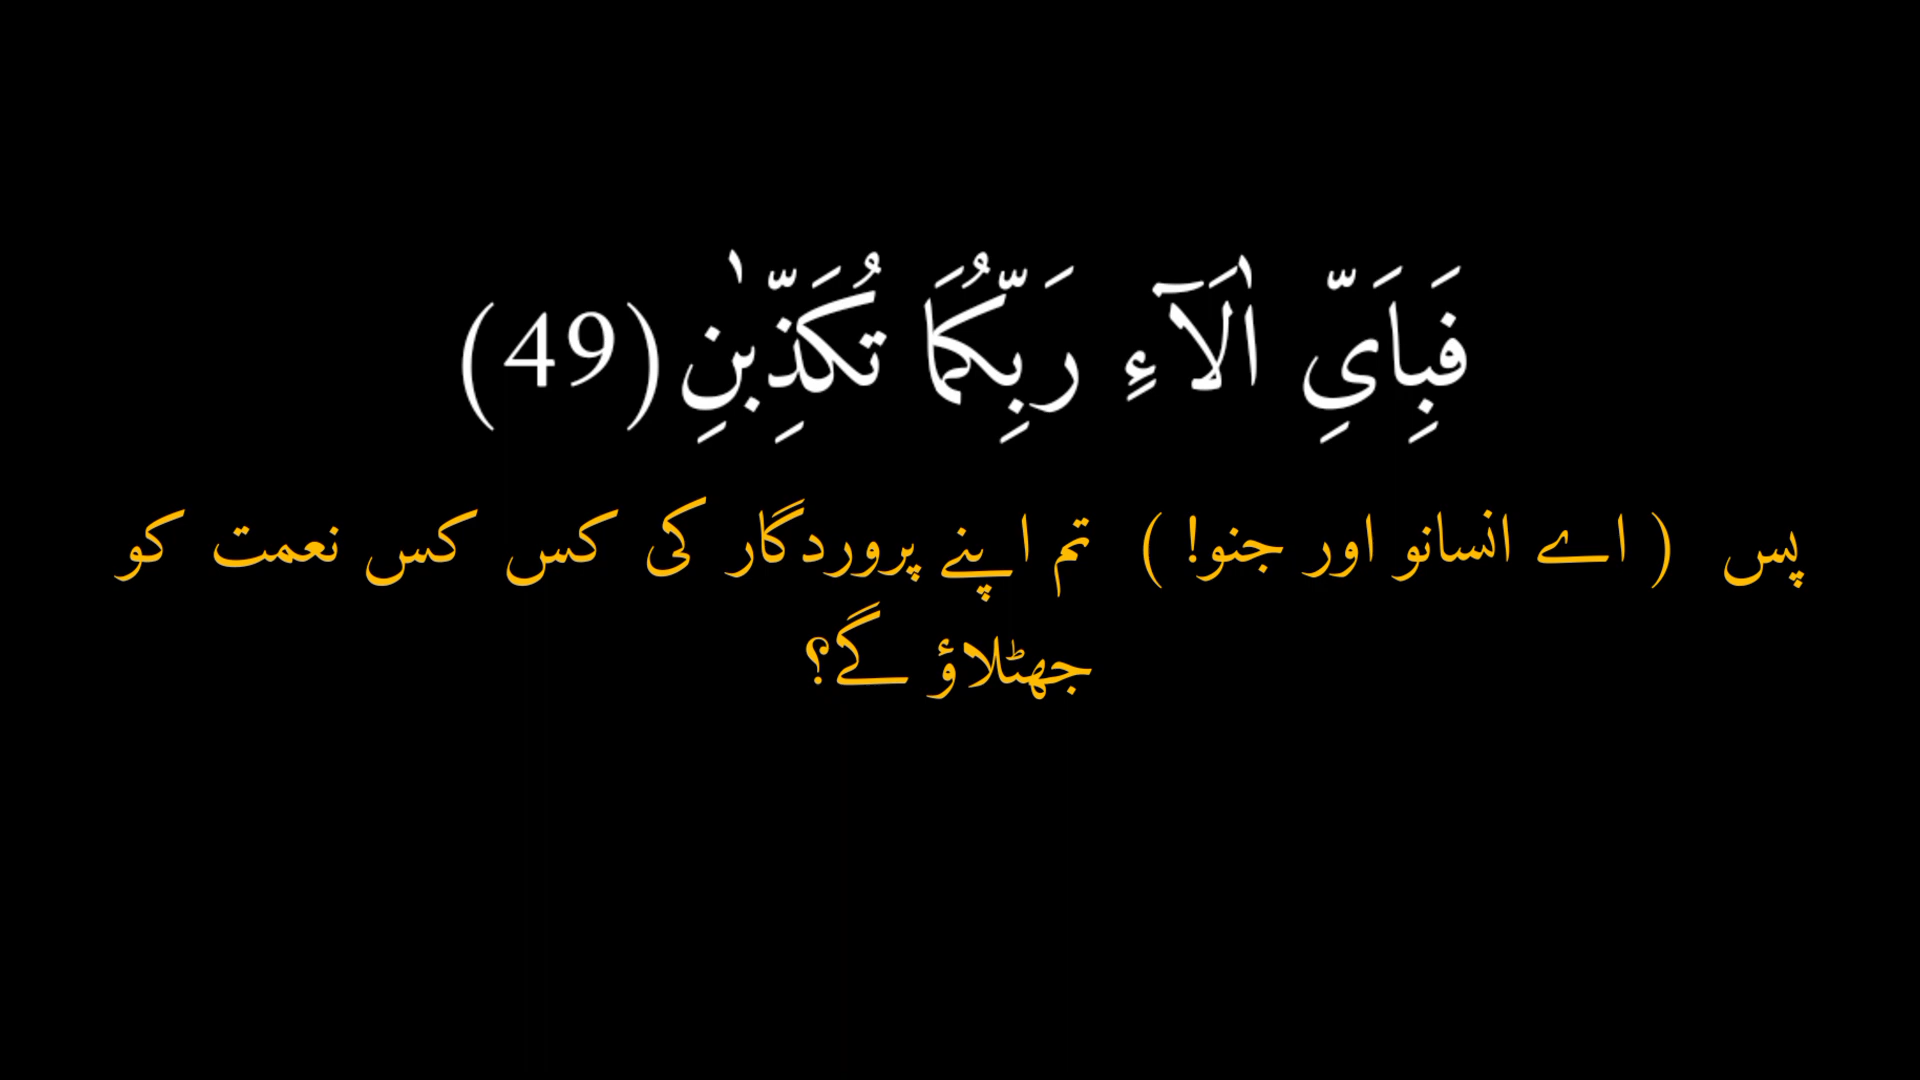 فَبِاَىِّ اٰلَآءِ رَبِّكُمَا تُكَذِّبٰنِ(49)
پس ( اے انسانو اور جنو! ) تم اپنے پروردگار کی کس کس نعمت کو
جھٹلاؤ گے؟